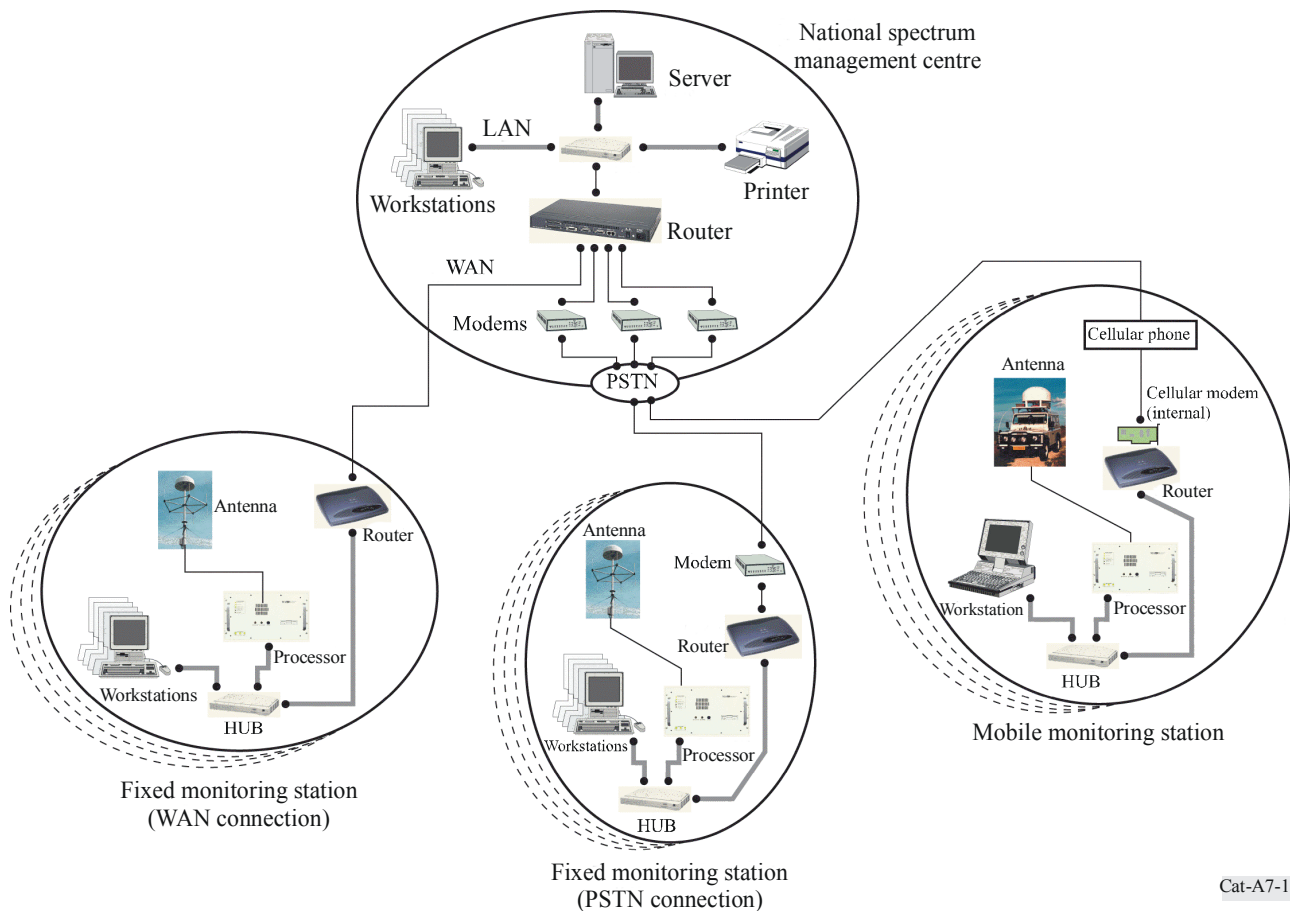 National spectrum
management centre
Server
LAN
Workstations
Printer
Router
WAN
Modems
PSTN
Cellular phone
Antenna
Cellular modem
(internal)
Router
Workstation
Processor
HUB
Mobile monitoring station
Antenna
Router
Processor
Workstations
HUB
Fixed monitoring station
(WAN connection)
Antenna
Modem
Router
Workstations
Processor
HUB
Fixed monitoring station
(PSTN connection)
Cat-A7-1